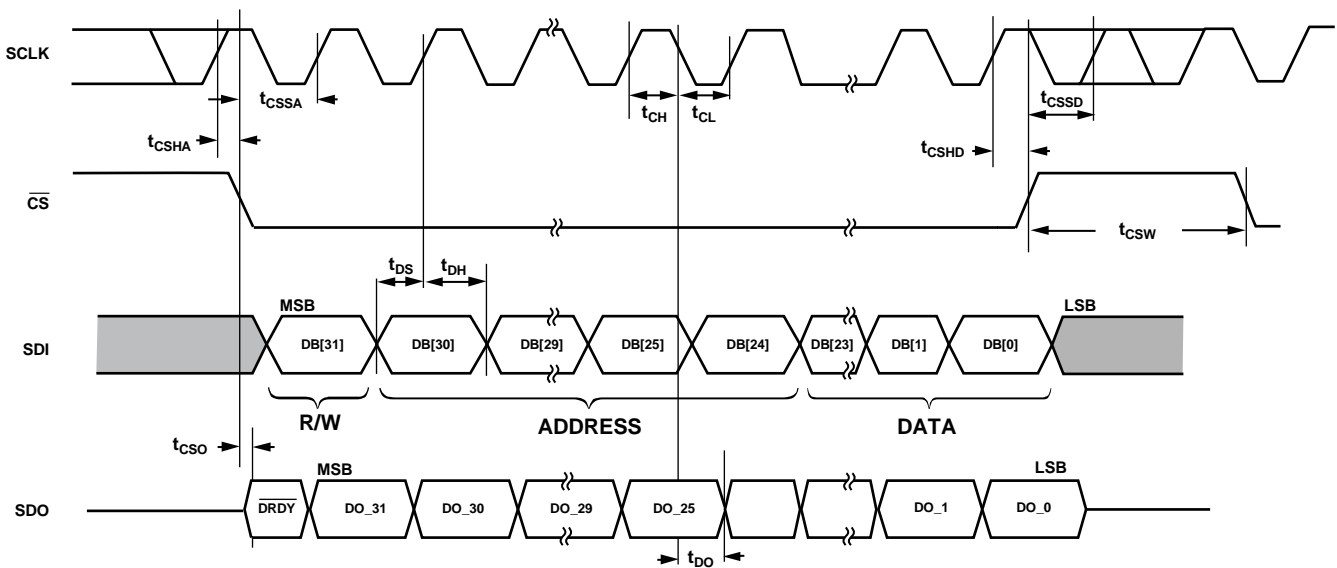 SCLK
tCSSA
tCH
tCL
tCSSD
tCSHA
tCSHD
CS
tCSW
tDS
tDH
MSB
LSB
SDI
DB[31]
DB[30]
DB[29]
DB[25]
DB[24]
DB[23]
DB[1]
DB[0]
R/W
ADDRESS
DATA
tCSO
MSB
LSB
SDO
DRDY
DO_31
DO_30
DO_29
DO_25
DO_1
DO_0
tDO